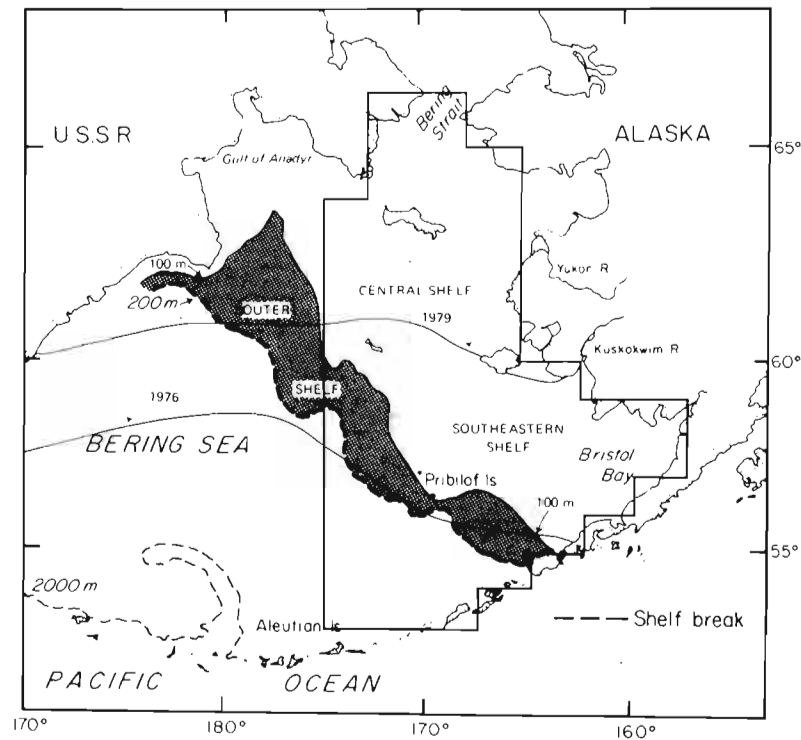 U.S.S.R
Bering
Strait
ALASKA
Gulf of Anadyr
65°
100 m
200 m
OUTER
CENTRAL SHELF
1979
Yukon R
Kuskokwim R
60°
SHELF
1976
BERING SEA
SOUTHEASTERN
SHELF
Bristol
Bay
Pribilof Is
100 m
55°
2000 m
Aleutian Is
Shelf break
PACIFIC OCEAN
170°
180°
170°
160°